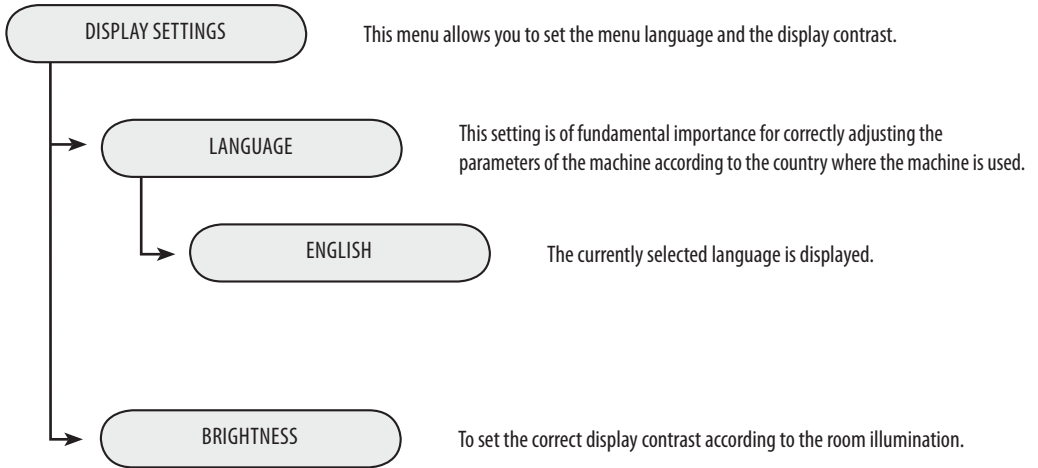 DISPLAY SETTINGS
This menu allows you to set the menu language and the display contrast.
LANGUAGE
This setting is of fundamental importance for correctly adjusting the
parameters of the machine according to the country where the machine is used.
ENGLISH
The currently selected language is displayed.
BRIGHTNESS
To set the correct display contrast according to the room illumination.